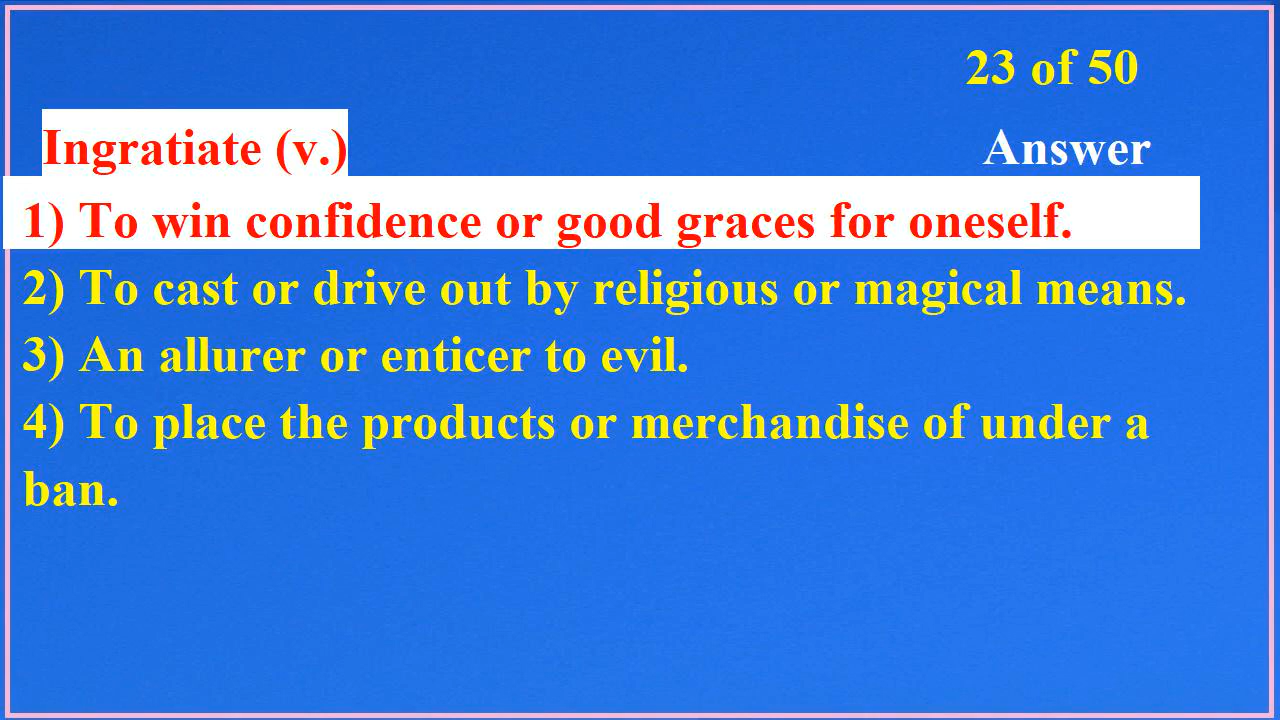 23 of 50
Ingratiate (v.)
Answer
1) To win confidence or good graces for oneself.
2) To cast or drive out by religious or magical means.
3) An allurer or enticer to evil.
4) To place the products or merchandise of under a
ban.